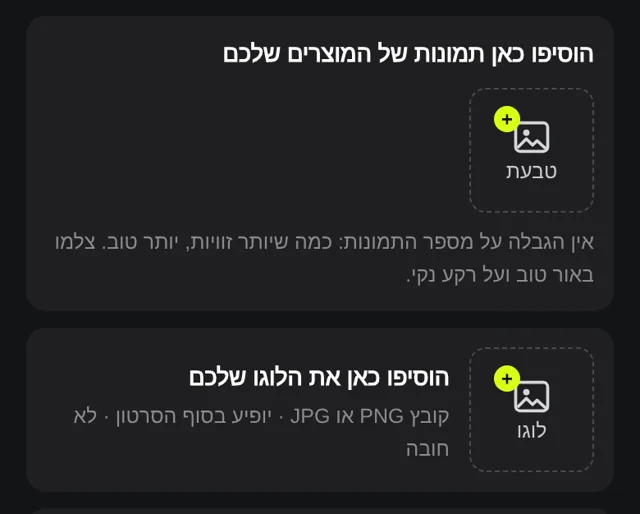 הוסיפו כאן תמונות של המוצרים שלכם
טבעת
אין הגבלה על מספר התמונות: כמה שיותר זוויות, יותר טוב. צלמו
באור טוב ועל רקע נקי.
הוסיפו כאן את הלוגו שלכם
קובץ PNG או JPG · יופיע בסוף הסרטון · לא
חובה
לוגו